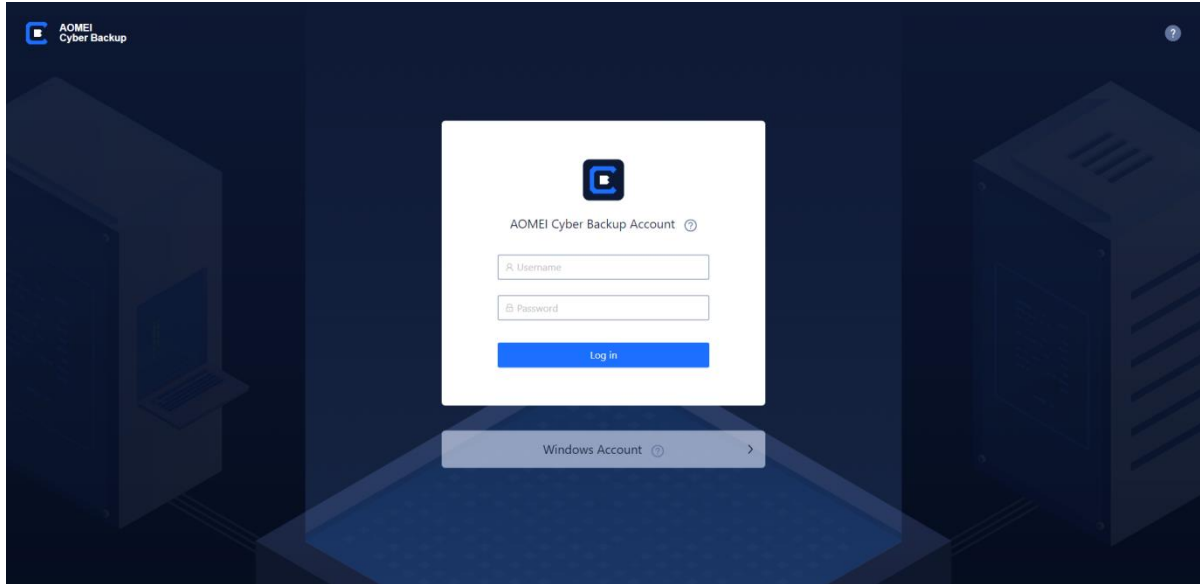 AOMEI
Cyber Backup
?
AOMEI Cyber Backup Account ?
Username
Password
Log in
Windows Account ?